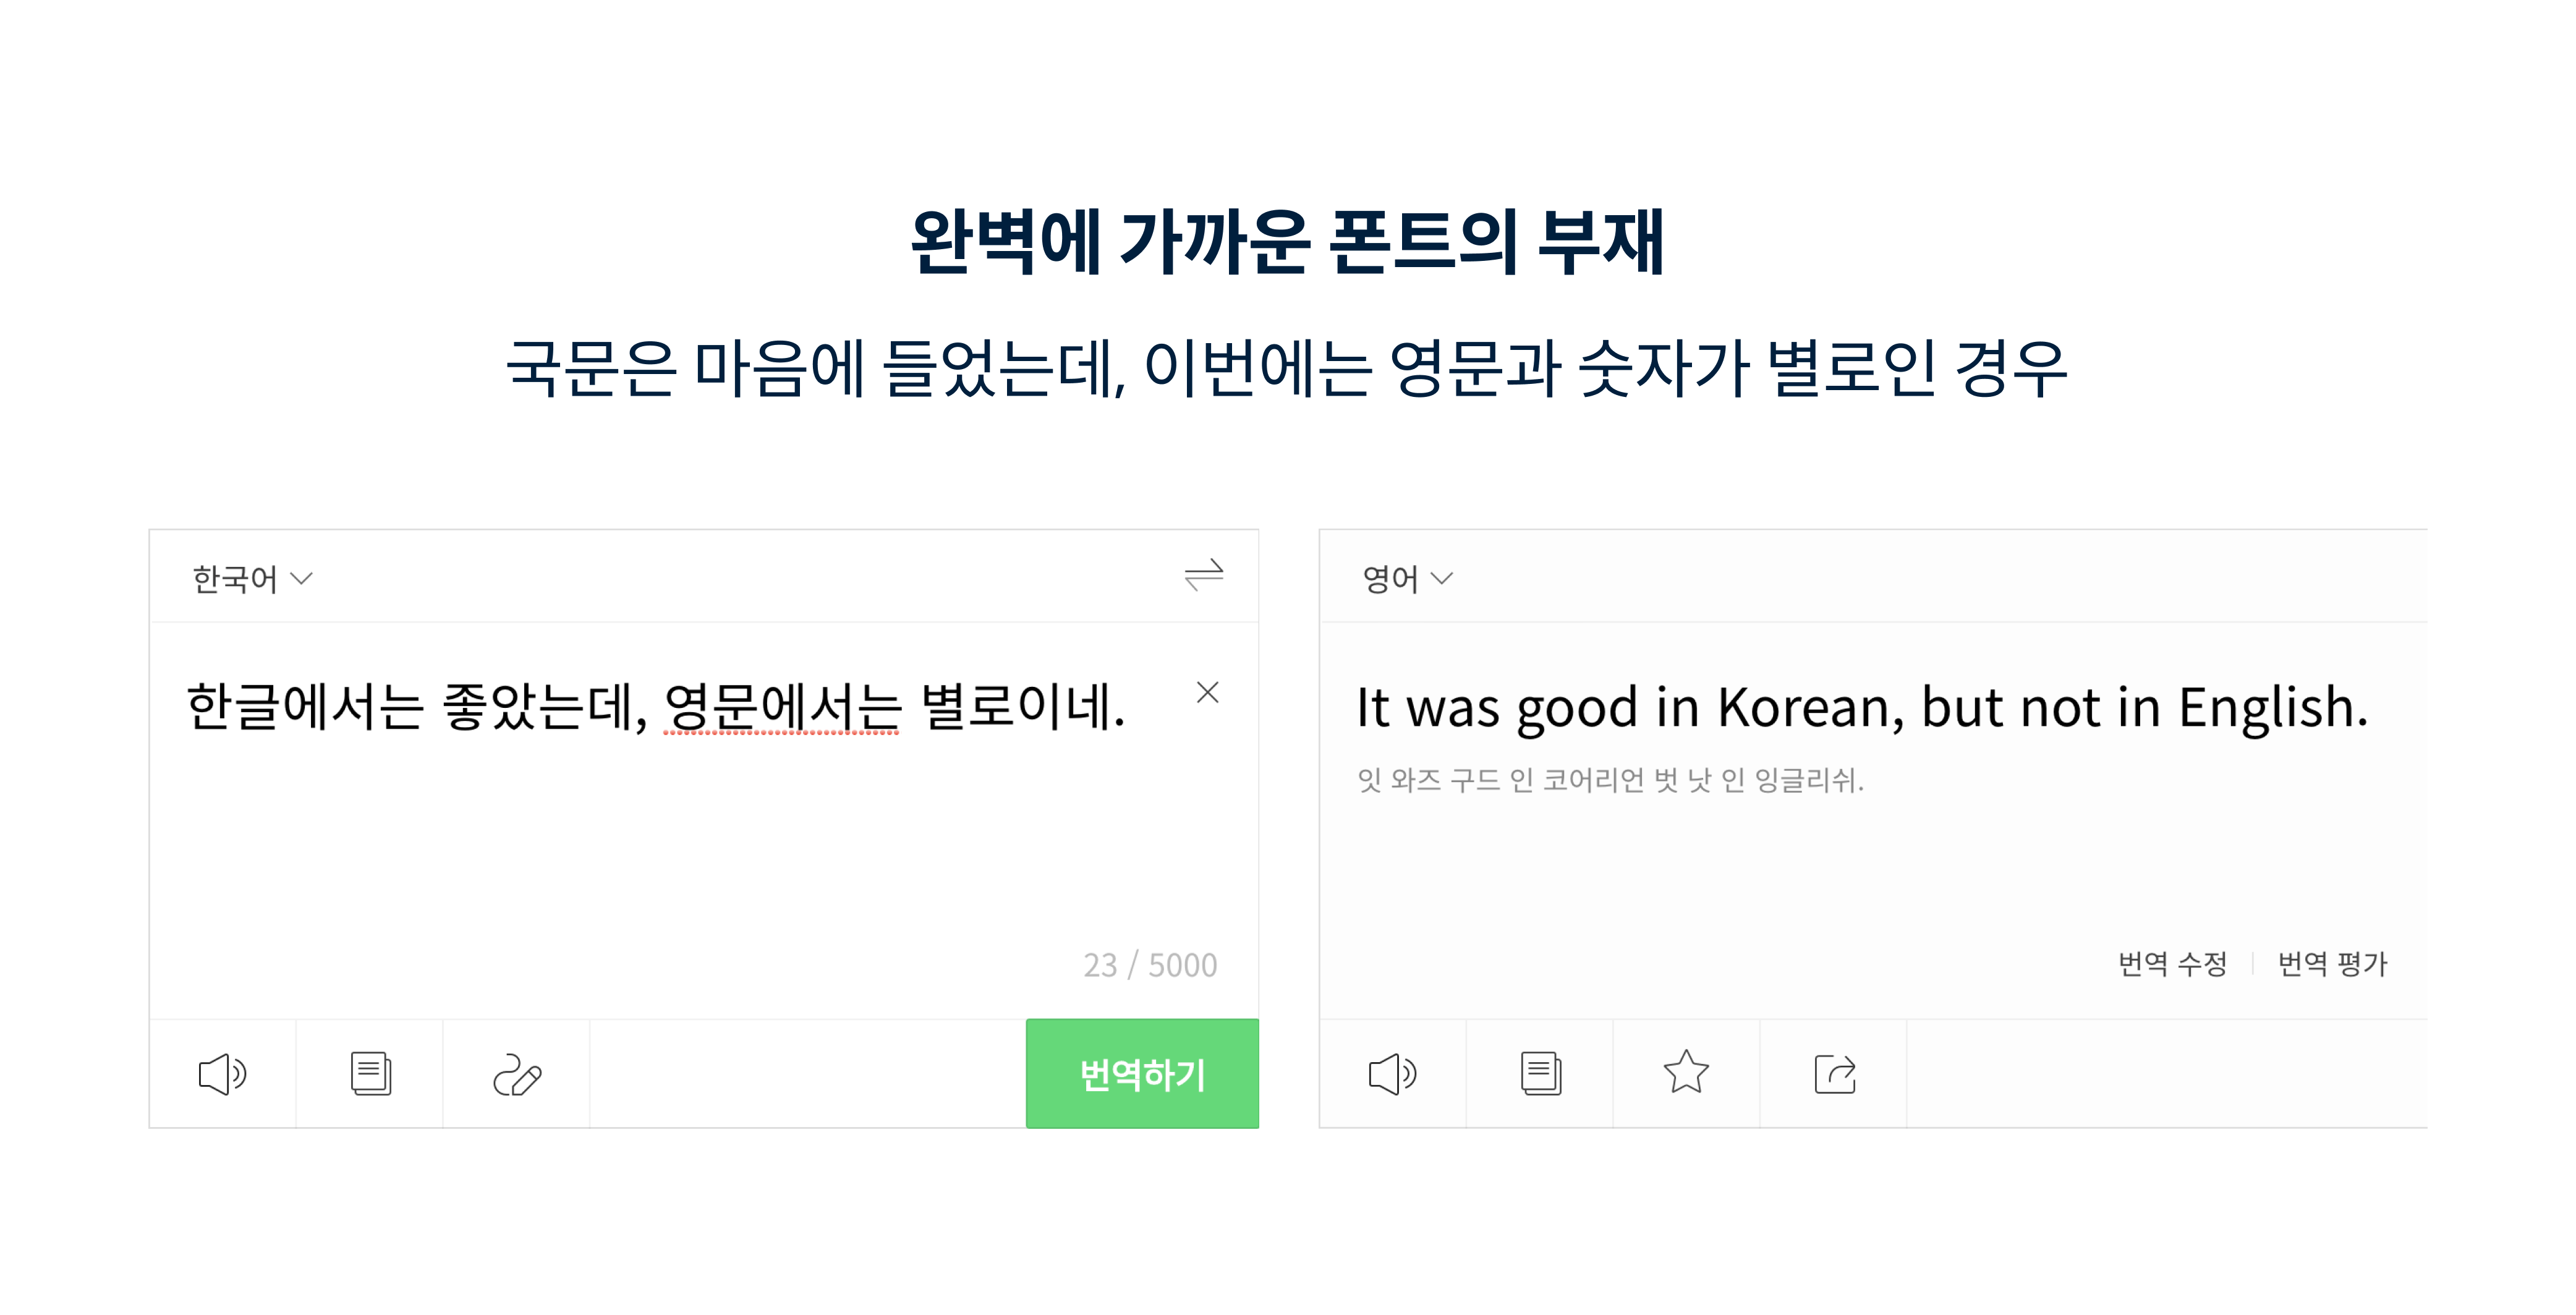 완벽에 가까운 폰트의 부재
국문은 마음에 들었는데, 이번에는 영문과 숫자가 별로인 경우
한국어
한글에서는 좋았는데, 영문에서는 별로이네.
23 / 5000
번역하기
영어
It was good in Korean, but not in English.
잇 와즈 구드 인 코어리언 벗 낫 인 잉글리쉬.
번역 수정 번역 평가